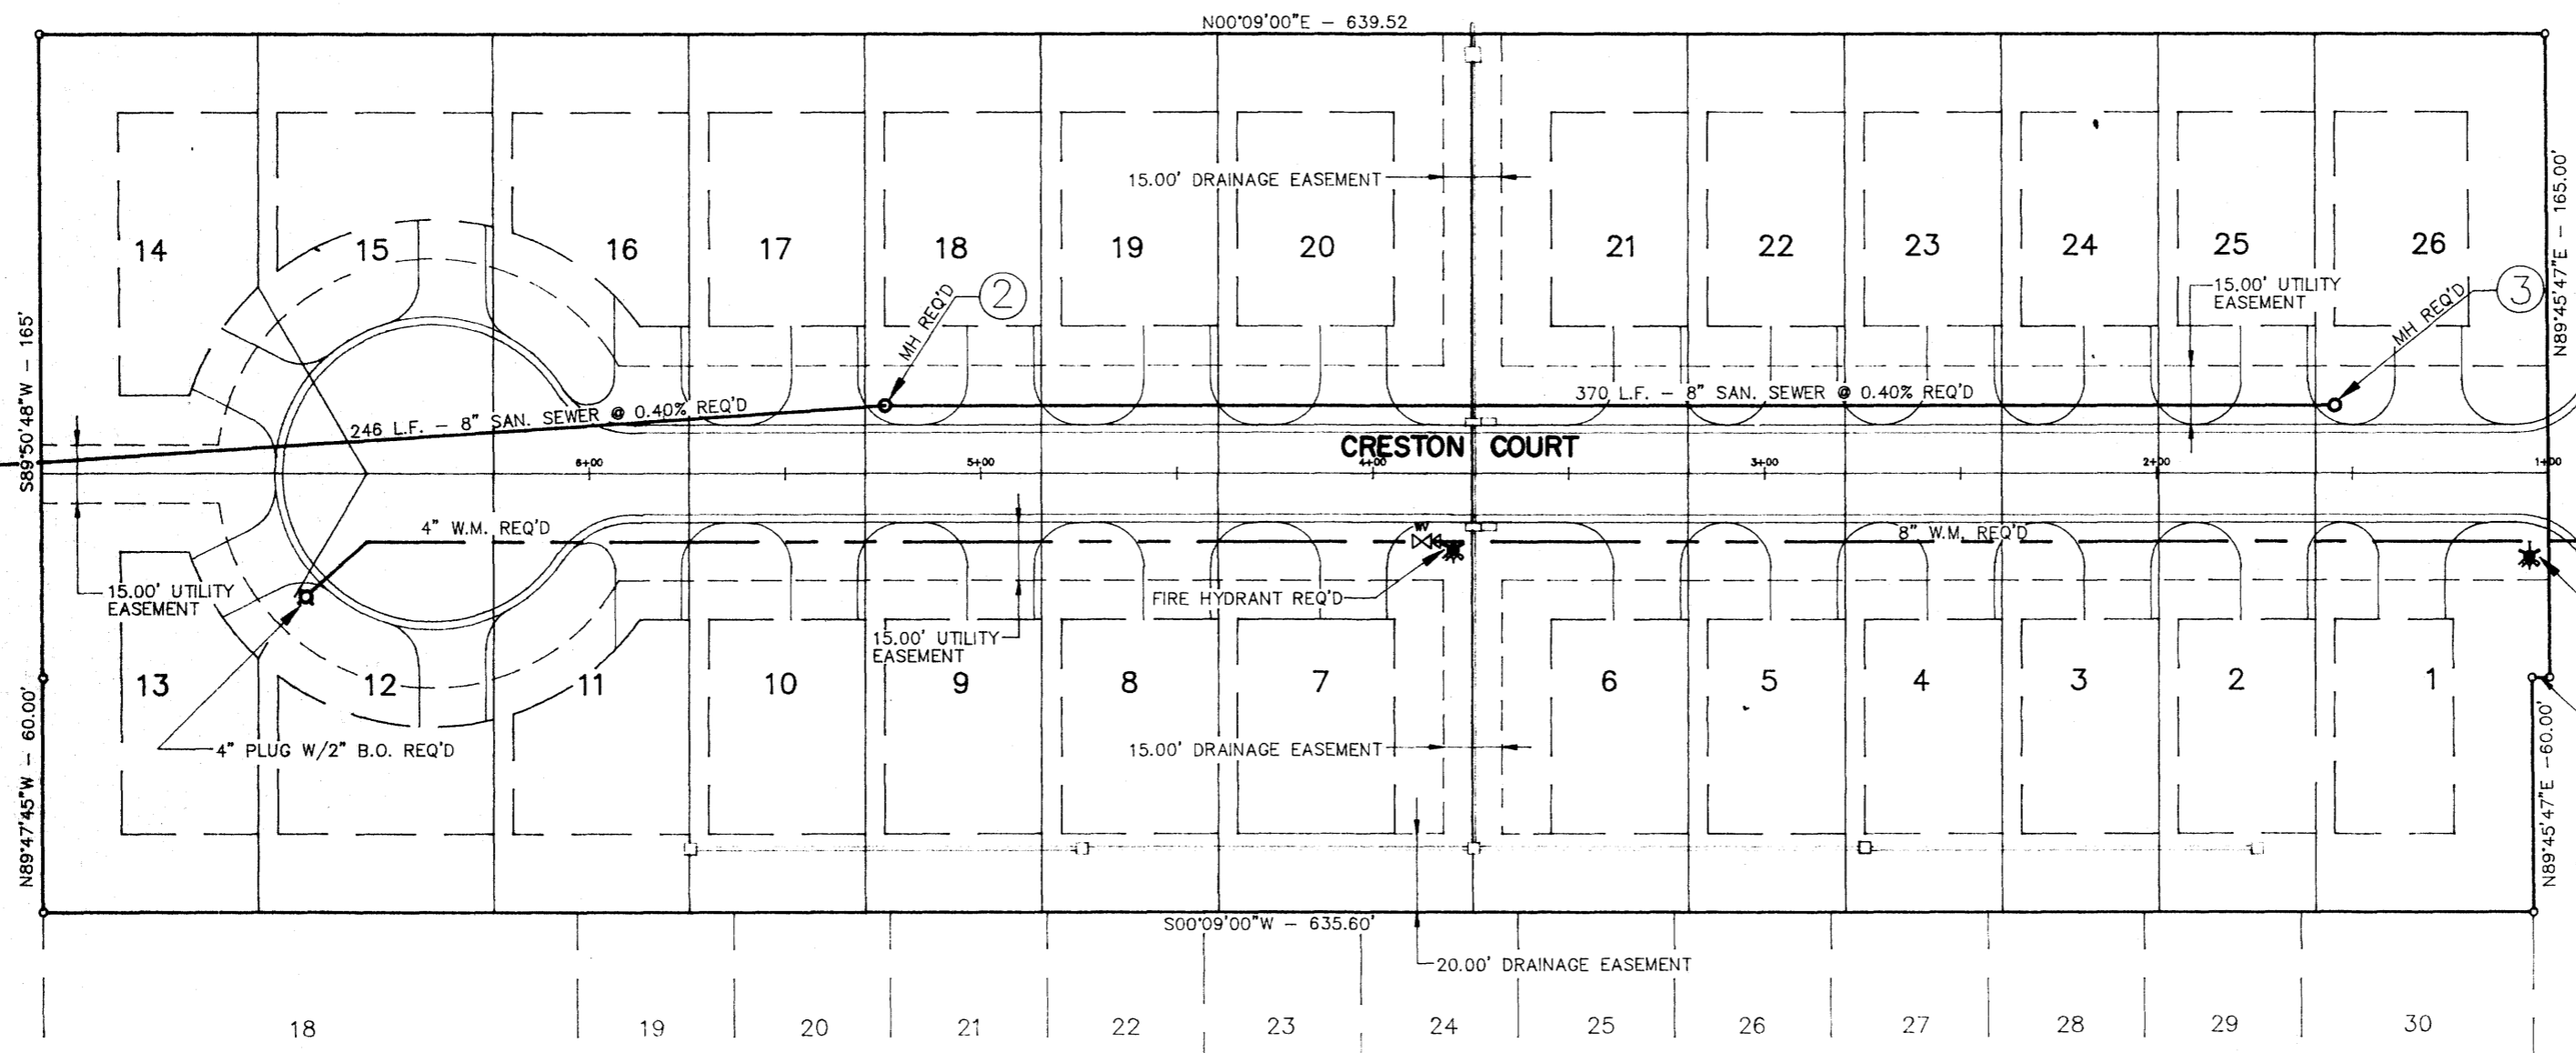 N00°09'00"E – 639.52
15.00' DRAINAGE EASEMENT
14
15
16
17
18
19
20
21
22
23
24
25
26
MH REQ'D
2
15.00' UTILITY
EASEMENT
MH REQ'D
3
N89°45'47"E – 165.00'
S89°50'48"W – 165'
246 L.F. – 8" SAN. SEWER @ 0.40% REQ'D
370 L.F. – 8" SAN. SEWER @ 0.40% REQ'D
CRESTON COURT
6+00
5+00
4+00
3+00
2+00
1+00
4" W.M. REQ'D
WV
8" W.M. REQ'D
15.00' UTILITY
EASEMENT
FIRE HYDRANT REQ'D
15.00' UTILITY
EASEMENT
13
12
11
10
9
8
7
6
5
4
3
2
1
4" PLUG W/2" B.O. REQ'D
15.00' DRAINAGE EASEMENT
N89°47'45"W – 60.00'
N89°45'47"E –60.00'
S00°09'00"W – 635.60'
20.00' DRAINAGE EASEMENT
18
19
20
21
22
23
24
25
26
27
28
29
30